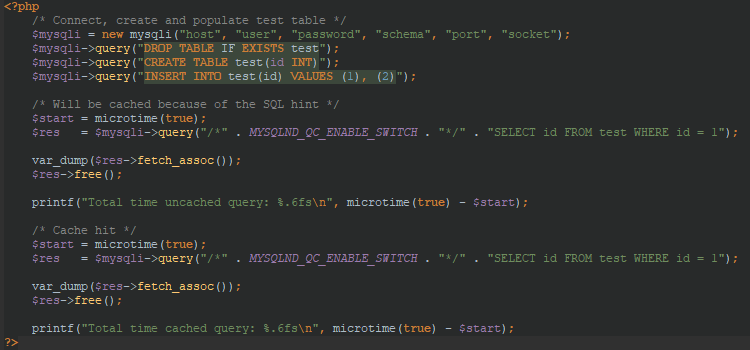 <?php
/* Connect, create and populate test table */
$mysqli = new mysqli("host", "user", "password", "schema", "port", "socket");
$mysqli->query("DROP TABLE IF EXISTS test");
$mysqli->query("CREATE TABLE test(id INT)");
$mysqli->query("INSERT INTO test(id) VALUES (1), (2)");
/* Will be cached because of the SQL hint */
$start = microtime(true);
$res   = $mysqli->query("/*" . MYSQLND_QC_ENABLE_SWITCH . "*/" . "SELECT id FROM test WHERE id = 1");
var_dump($res->fetch_assoc());
$res->free();
printf("Total time uncached query: %.6fs\n", microtime(true) - $start);
/* Cache hit */
$start = microtime(true);
$res   = $mysqli->query("/*" . MYSQLND_QC_ENABLE_SWITCH . "*/" . "SELECT id FROM test WHERE id = 1");
var_dump($res->fetch_assoc());
$res->free();
printf("Total time cached query: %.6fs\n", microtime(true) - $start);
?>